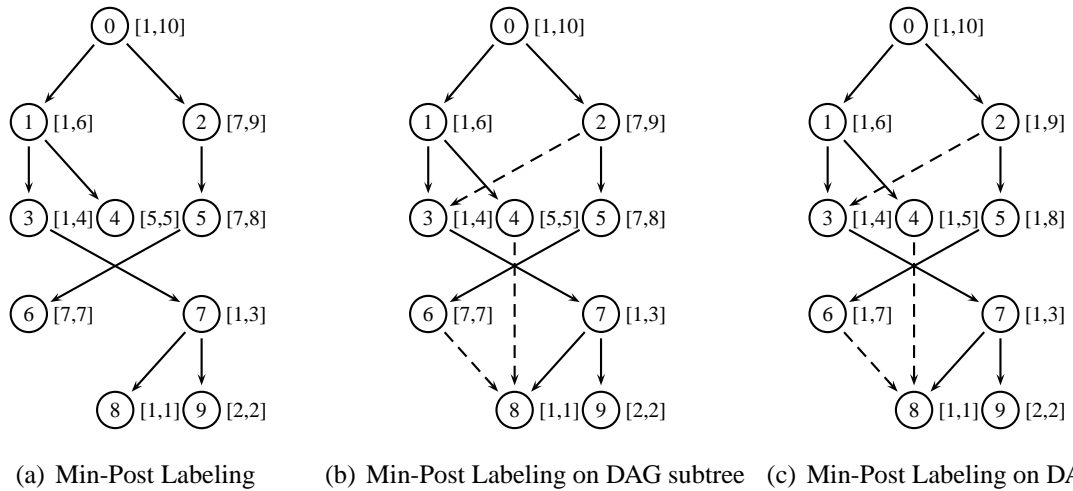 0 [1,10] 0 [1,10] 0 [1,10]
1 [1,6] 2 [7,9] 1 [1,6] 2 [7,9] 1 [1,6] 2 [1,9]
3 [1,4] 4 [5,5] 5 [7,8] 3 [1,4] 4 [5,5] 5 [7,8] 3 [1,4] 4 [1,5] 5 [1,8]
6 [7,7] 7 [1,3] 6 [7,7] 7 [1,3] 6 [1,7] 7 [1,3]
8 [1,1] 9 [2,2] 8 [1,1] 9 [2,2] 8 [1,1] 9 [2,2]
(a) Min-Post Labeling (b) Min-Post Labeling on DAG subtree (c) Min-Post Labeling on